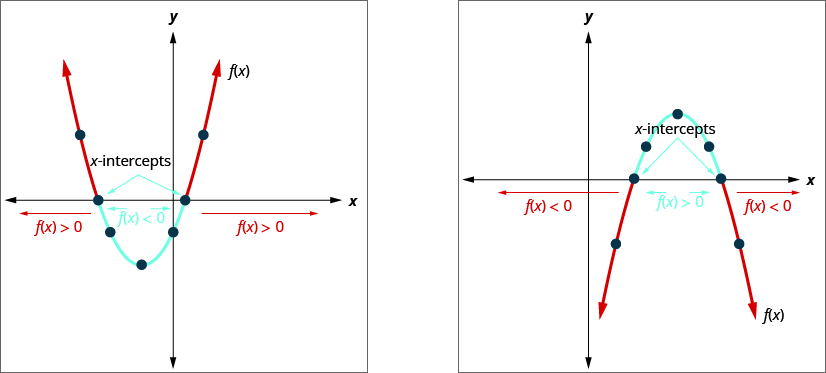 y
f(x)
x-intercepts
x
f(x) < 0
f(x) > 0
f(x) > 0
y
x-intercepts
x
f(x) < 0
f(x) > 0
f(x) < 0
f(x)